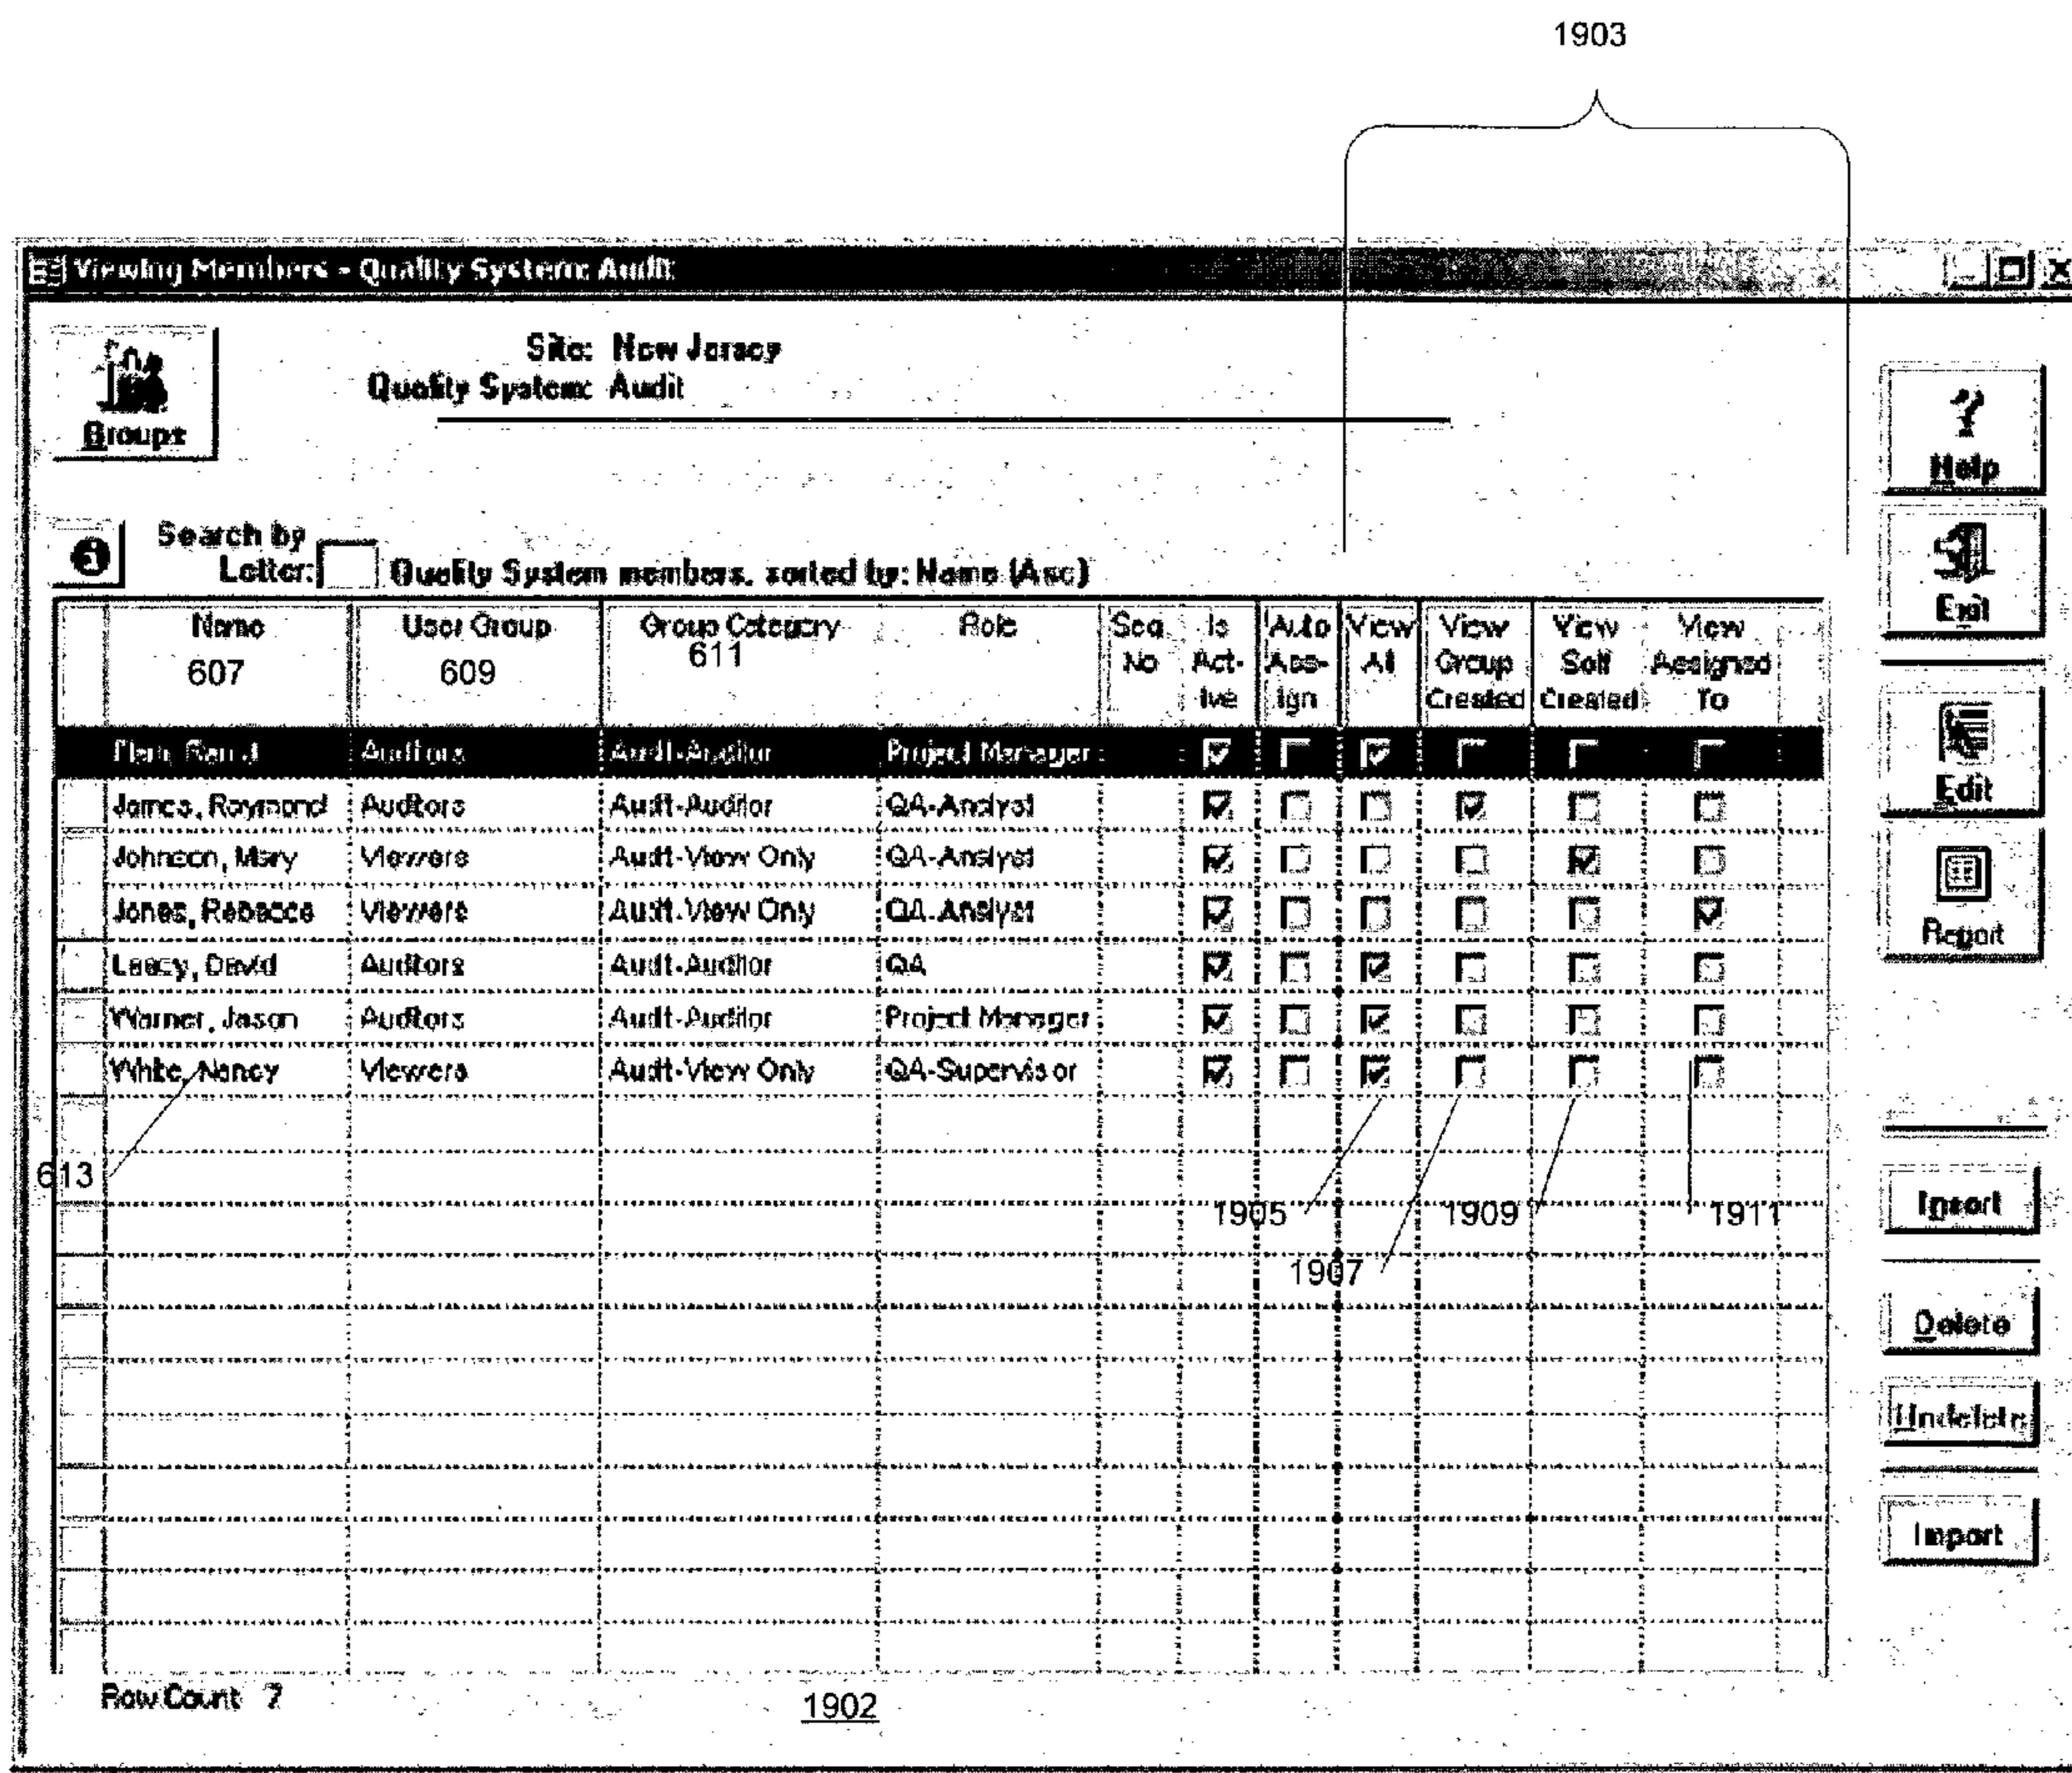 1903
Viewing Members - Quality System: Audit
Site: New Jersey
Quality System: Audit
Groups
Help
Search by
Letter:
Quality System members, sorted by: Name (Asc)
Exit
Name User Group Group Category Role Seq No Is Act-ive Auto Ass-ign View All View Group Created View Self Created View Assigned To
607 609 611
Auditors Audit-Auditor Project Manager
James, Raymond Auditors Audit-Auditor QA-Analyst
Johnson, Mary Viewers Audit-View Only QA-Analyst
Jones, Rebecca Viewers Audit-View Only QA-Analyst
David Auditors Audit-Auditor QA
Warner, Jason Auditors Audit-Auditor Project Manager
White, Nancy Viewers Audit-View Only QA-Supervisor
Edit
Report
613
1905
1907
1909
1911
Insert
Delete
Undelete
Import
Row Count 7
1902